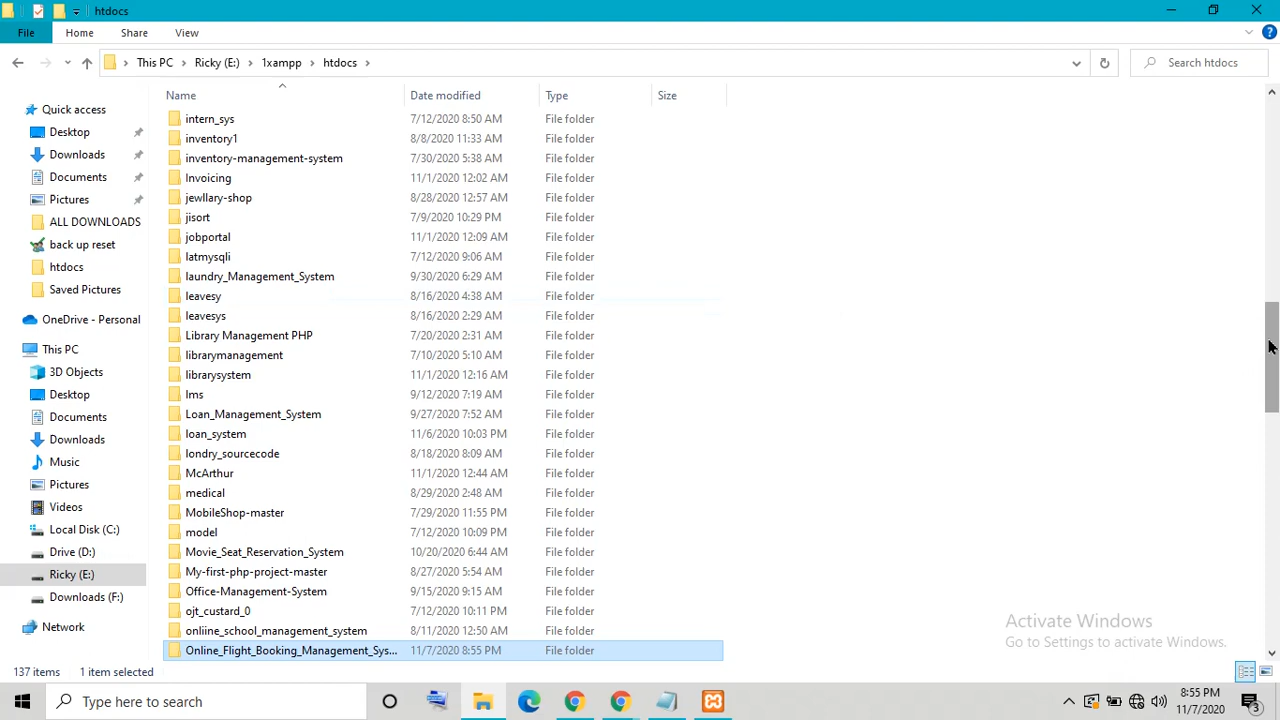 htdocs
File Home Share View
This PC Ricky (E:) 1xampp htdocs Search htdocs
Name Date modified Type Size
Quick access
Desktop
Downloads
Documents
Pictures
ALL DOWNLOADS
back up reset
htdocs
Saved Pictures
OneDrive - Personal
This PC
3D Objects
Desktop
Documents
Downloads
Music
Pictures
Videos
Local Disk (C:)
Drive (D:)
Ricky (E:)
Downloads (F:)
Network
intern_sys 7/12/2020 8:50 AM File folder
inventory1 8/8/2020 11:33 AM File folder
inventory-management-system 7/30/2020 5:38 AM File folder
Invoicing 11/1/2020 12:02 AM File folder
jewllary-shop 8/28/2020 12:57 AM File folder
jisort 7/9/2020 10:29 PM File folder
jobportal 11/1/2020 12:09 AM File folder
latmysqli 7/12/2020 9:06 AM File folder
laundry_Management_System 9/30/2020 6:29 AM File folder
leavesy 8/16/2020 4:38 AM File folder
leavesys 8/16/2020 2:29 AM File folder
Library Management PHP 7/20/2020 2:31 AM File folder
librarymanagement 7/10/2020 5:10 AM File folder
librarysystem 11/1/2020 12:16 AM File folder
lms 9/12/2020 7:19 AM File folder
Loan_Management_System 9/27/2020 7:52 AM File folder
loan_system 11/6/2020 10:03 PM File folder
londry_sourcecode 8/18/2020 8:09 AM File folder
McArthur 11/1/2020 12:44 AM File folder
medical 8/29/2020 2:48 AM File folder
MobileShop-master 7/29/2020 11:55 PM File folder
model 7/12/2020 10:09 PM File folder
Movie_Seat_Reservation_System 10/20/2020 6:44 AM File folder
My-first-php-project-master 8/27/2020 5:54 AM File folder
Office-Management-System 9/15/2020 9:15 AM File folder
ojt_custard_0 7/12/2020 10:11 PM File folder
onliine_school_management_system 8/11/2020 12:50 AM File folder
Online_Flight_Booking_Management_Sys... 11/7/2020 8:55 PM File folder
Activate Windows
Go to Settings to activate Windows.
137 items 1 item selected
Type here to search
8:55 PM
11/7/2020
3